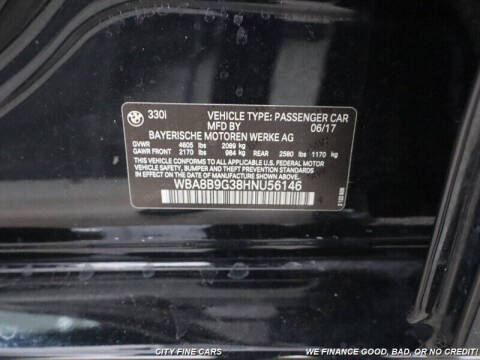 330I VEHICLE TYPE: PASSENGER CAR
MFD BY 06/17
BAYERISCHE MOTOREN WERKE AG
GVWR 4605 lbs 2089 kg
GAWR FRONT 2170 lbs 984 kg REAR 2580 lbs 1170 kg
THIS CAR CONFORMS TO ALL APPLICABLE U.S.
FEDERAL MOTOR VEHICLE SAFETY, BUMPER, AND
THEFT PREVENTION STANDARDS IN EFFECT ON THE
DATE OF MANUFACTURE SHOWN ABOVE.
WBA8B9G38HNU56146
CITY FINE CARS WE FINANCE GOOD, BAD, OR NO CREDIT!